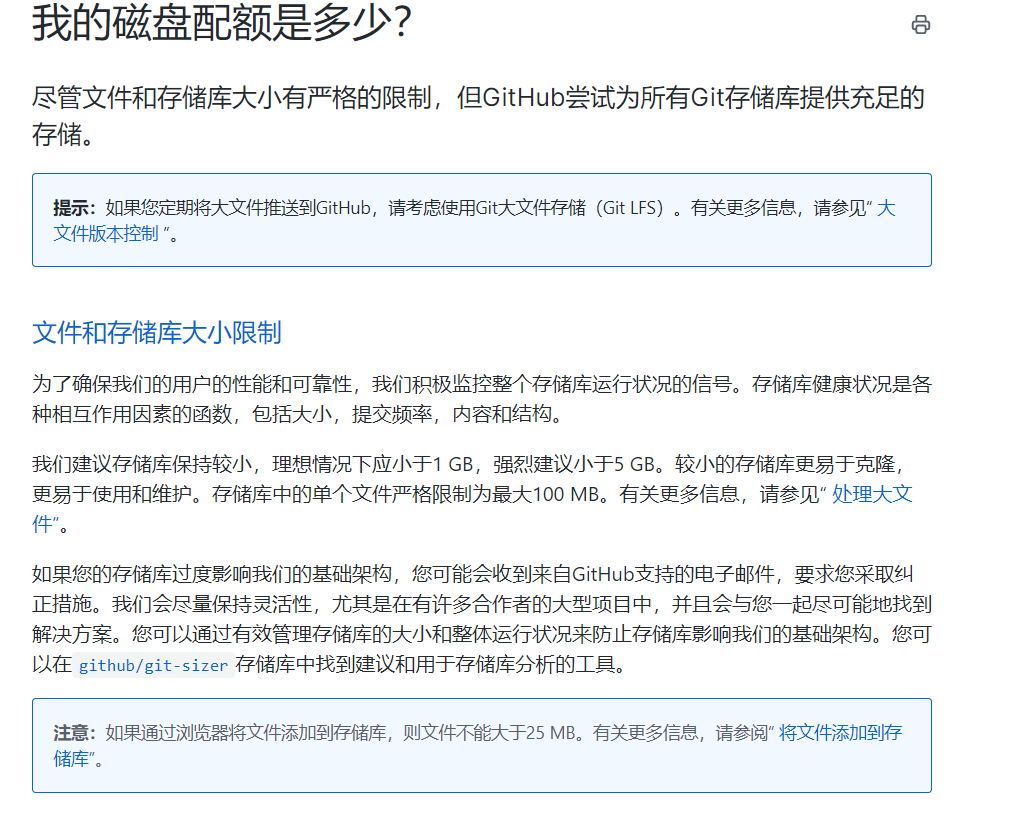 我的磁盘配额是多少？
尽管文件和存储库大小有严格的限制，但GitHub尝试为所有Git存储库提供充足的
存储。
提示：如果您定期将大文件推送到GitHub，请考虑使用Git大文件存储（Git LFS）。有关更多信息，请参见“ 大
文件版本控制 ”。
文件和存储库大小限制
为了确保我们的用户的性能和可靠性，我们积极监控整个存储库运行状况的信号。存储库健康状况是各
种相互作用因素的函数，包括大小，提交频率，内容和结构。
我们建议存储库保持较小，理想情况下应小于1 GB，强烈建议小于5 GB。较小的存储库更易于克隆，
更易于使用和维护。存储库中的单个文件严格限制为最大100 MB。有关更多信息，请参见“ 处理大文
件”。
如果您的存储库过度影响我们的基础架构，您可能会收到来自GitHub支持的电子邮件，要求您采取纠
正措施。我们会尽量保持灵活性，尤其是在有许多合作者的大型项目中，并且会与您一起尽可能地找到
解决方案。您可以通过有效管理存储库的大小和整体运行状况来防止存储库影响我们的基础架构。您可
以在 github/git-sizer 存储库中找到建议和用于存储库分析的工具。
注意：如果通过浏览器将文件添加到存储库，则文件不能大于25 MB。有关更多信息，请参阅“ 将文件添加到存
储库”。